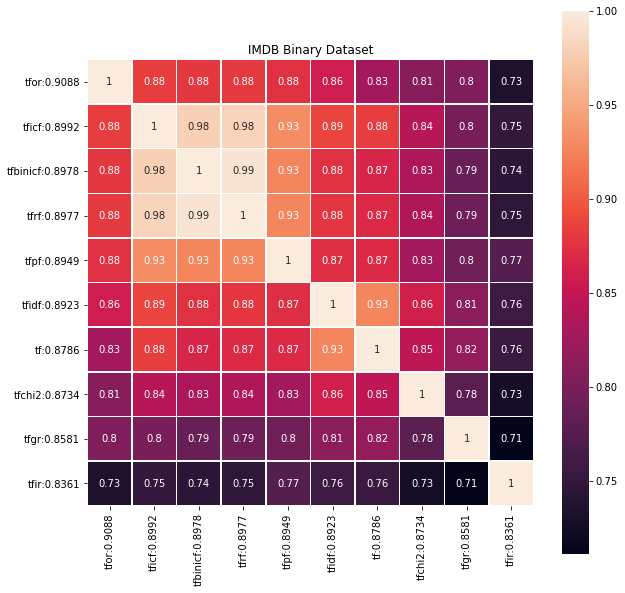 IMDB Binary Dataset
tfor:0.9088 1 0.88 0.88 0.88 0.88 0.86 0.83 0.81 0.8 0.73
tficf:0.8992 0.88 1 0.98 0.98 0.93 0.89 0.88 0.84 0.8 0.75
tfbinicf:0.8978 0.88 0.98 1 0.99 0.93 0.88 0.87 0.83 0.79 0.74
tfrf:0.8977 0.88 0.98 0.99 1 0.93 0.88 0.87 0.84 0.79 0.75
tfpf:0.8949 0.88 0.93 0.93 0.93 1 0.87 0.87 0.83 0.8 0.77
tfidf:0.8923 0.86 0.89 0.88 0.88 0.87 1 0.93 0.86 0.81 0.76
tf:0.8786 0.83 0.88 0.87 0.87 0.87 0.93 1 0.85 0.82 0.76
tfchi2:0.8734 0.81 0.84 0.83 0.84 0.83 0.86 0.85 1 0.78 0.73
tfgr:0.8581 0.8 0.8 0.79 0.79 0.8 0.81 0.82 0.78 1 0.71
tfir:0.8361 0.73 0.75 0.74 0.75 0.77 0.76 0.76 0.73 0.71 1
tfor:0.9088
tficf:0.8992
tfbinicf:0.8978
tfrf:0.8977
tfpf:0.8949
tfidf:0.8923
tf:0.8786
tfchi2:0.8734
tfgr:0.8581
tfir:0.8361
1.00
0.95
0.90
0.85
0.80
0.75